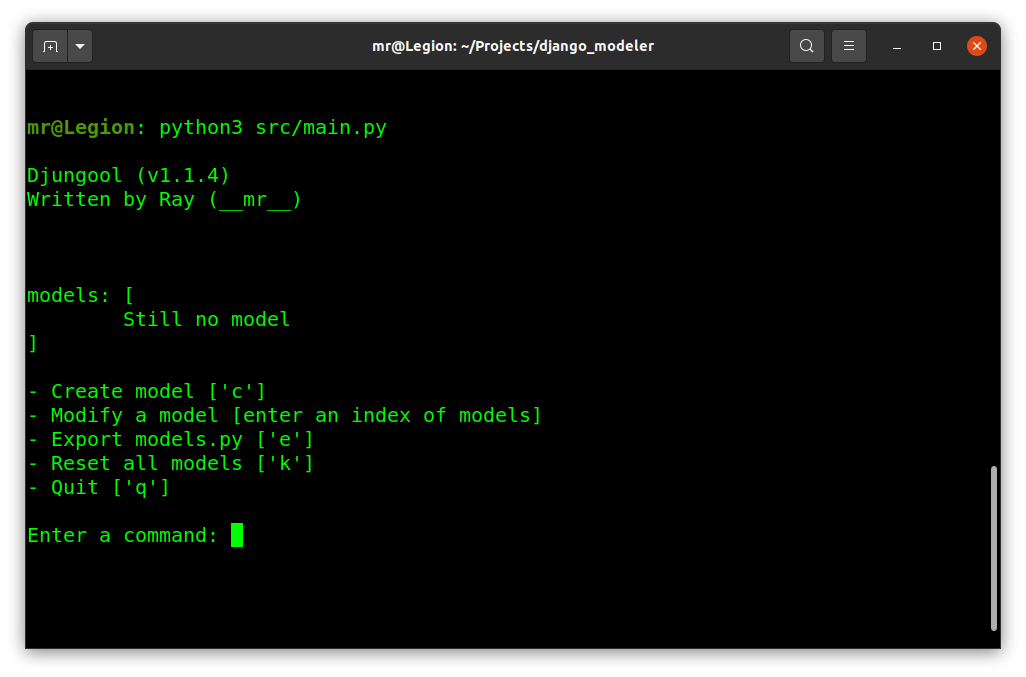 mr@Legion: ~/Projects/django_modeler
mr@Legion: python3 src/main.py
Djungool (v1.1.4)
Written by Ray (__mr__)
models: [
Still no model
]
- Create model ['c']
- Modify a model [enter an index of models]
- Export models.py ['e']
- Reset all models ['k']
- Quit ['q']
Enter a command: